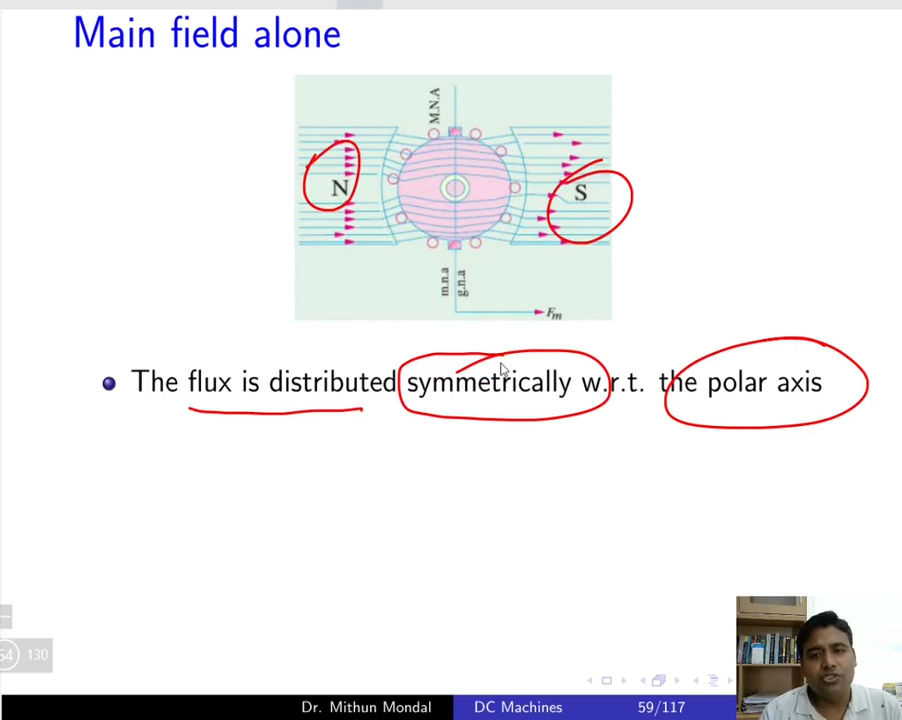 Main field alone
M.N.A
N
S
m.n.a
g.n.a
Fm
The flux is distributed symmetrically w.r.t. the polar axis
54 130
Dr. Mithun Mondal DC Machines 59/117